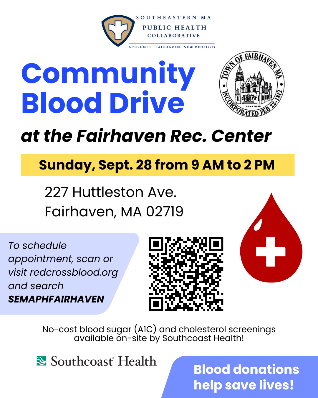 SOUTHEASTERN MA
PUBLIC HEALTH
COLLABORATIVE
Community
Blood Drive
TOWN OF FAIRHAVEN MA
INCORPORATED FEB. 22, 1812
at the Fairhaven Rec. Center
Sunday, Sept. 28 from 9 AM to 2 PM
227 Huttleston Ave.
Fairhaven, MA 02719
To schedule
appointment, scan or
visit redcrossblood.org
and search
SEMAPHFAIRHAVEN
No-cost blood sugar (A1C) and cholesterol screenings
available on-site by Southcoast Health!
Southcoast Health
Blood donations
help save lives!